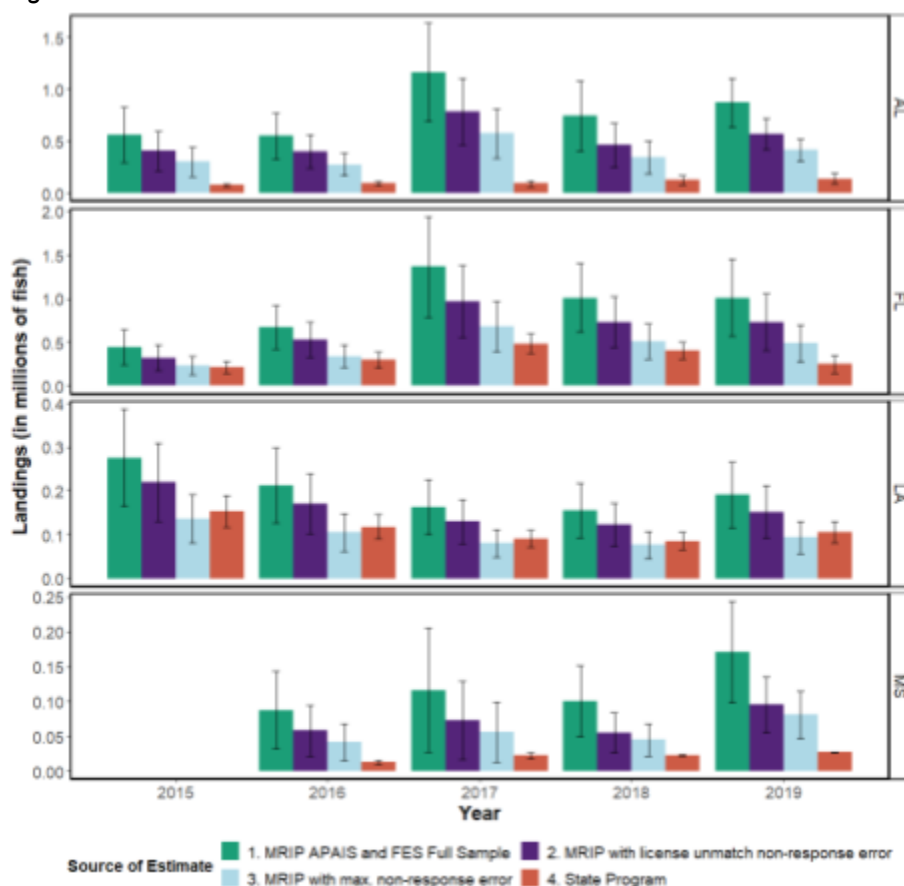 1.5
1.0
0.5
0.0
AL
2.0
1.5
1.0
0.5
0.0
FL
0.4
0.3
0.2
0.1
0.0
LA
0.25
0.20
0.15
0.10
0.05
0.00
MS
Landings (in millions of fish)
2015 2016 2017 2018 2019
Year
Source of Estimate
1. MRIP APAIS and FES Full Sample
2. MRIP with license unmatch non-response error
3. MRIP with max. non-response error
4. State Program